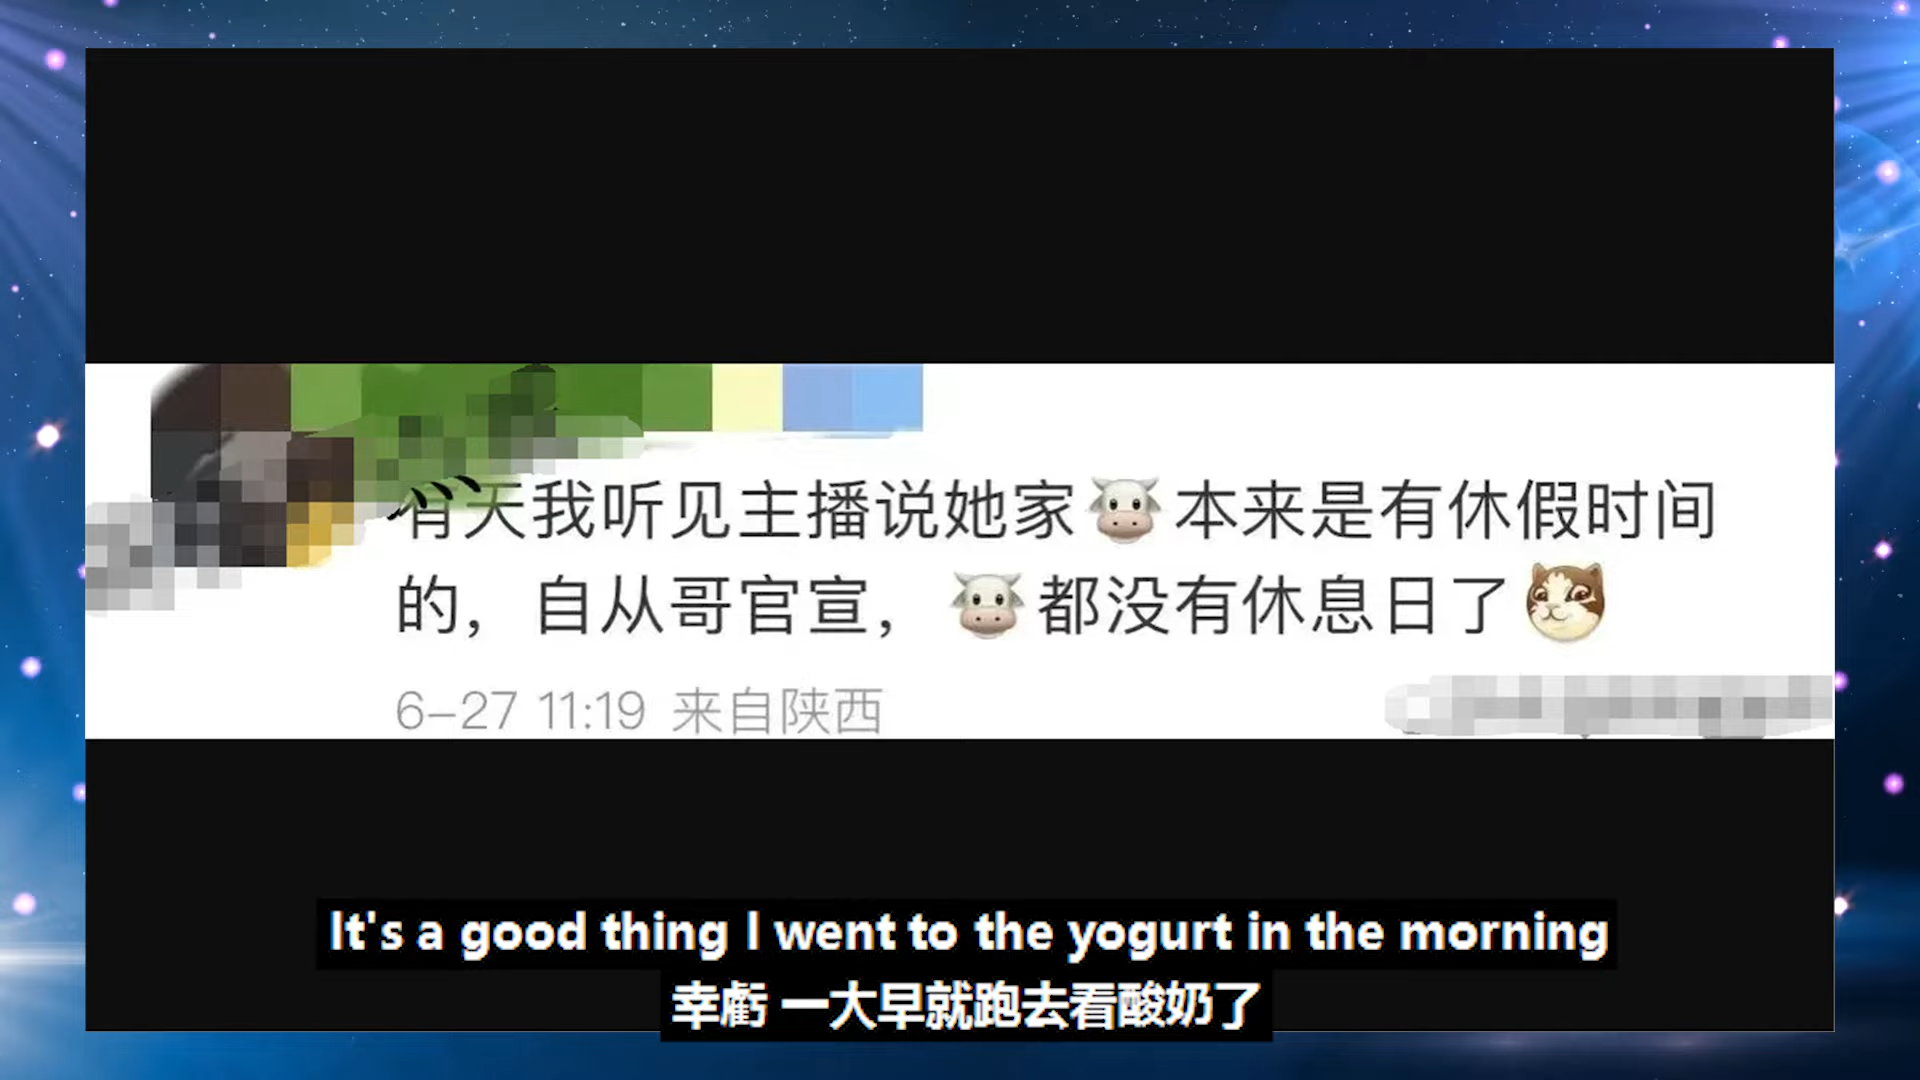 有天我听见主播说她家🐮本来是有休假时间
的，自从哥官宣，🐮都没有休息日了
6-27 11:19 来自陕西
It's a good thing I went to the yogurt in the morning
幸虧 一大早就跑去看酸奶了